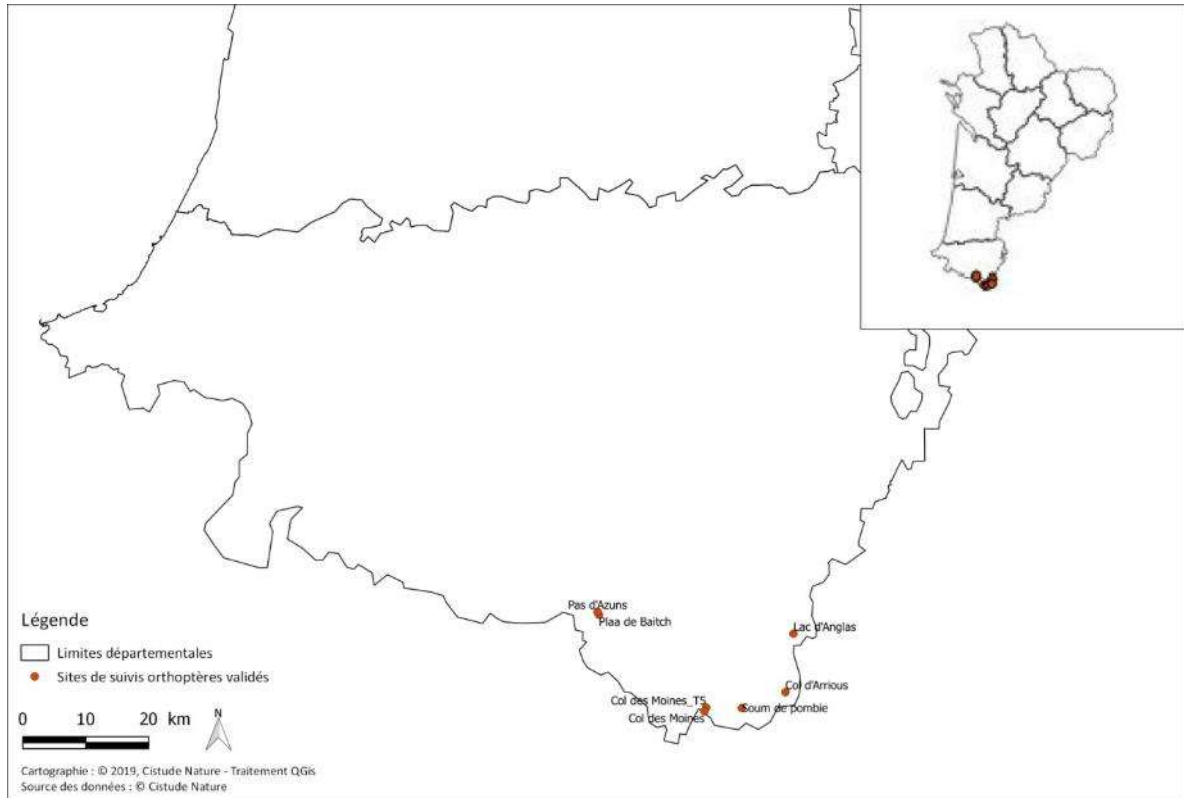 Pas d'Azuns
Plaa de Baitch
Lac d'Anglas
Col d'Arrious
Col des Moines_T5
Soum de pombie
Col des Moines
Légende
Limites départementales
Sites de suivis orthoptères validés
0 10 20 km
N
Cartographie : © 2019, Cistude Nature - Traitement QGis
Source des données : © Cistude Nature